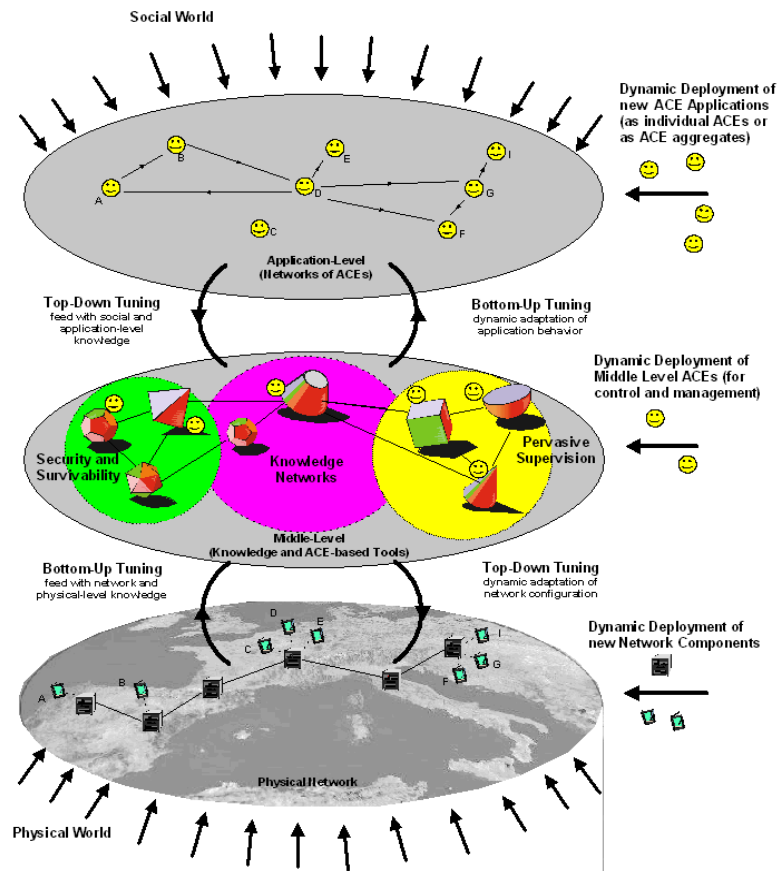 Social World
Dynamic Deployment of
new ACE Applications
(as individual ACEs or
as ACE aggregates)
B
E
I
A
D
G
C
F
Application-Level
(Networks of ACEs)
Top-Down Tuning
feed with social and
application-level
knowledge
Bottom-Up Tuning
dynamic adaptation of
application behavior
Dynamic Deployment of
Middle Level ACEs (for
control and management)
Security and
Survivability
Knowledge
Networks
Pervasive
Supervision
Middle-Level
(Knowledge and ACE-based Tools)
Bottom-Up Tuning
feed with network and
physical-level knowledge
Top-Down Tuning
dynamic adaptation of
network configuration
Dynamic Deployment of
new Network Components
D
E
C
I
A
B
F
G
Physical Network
Physical World